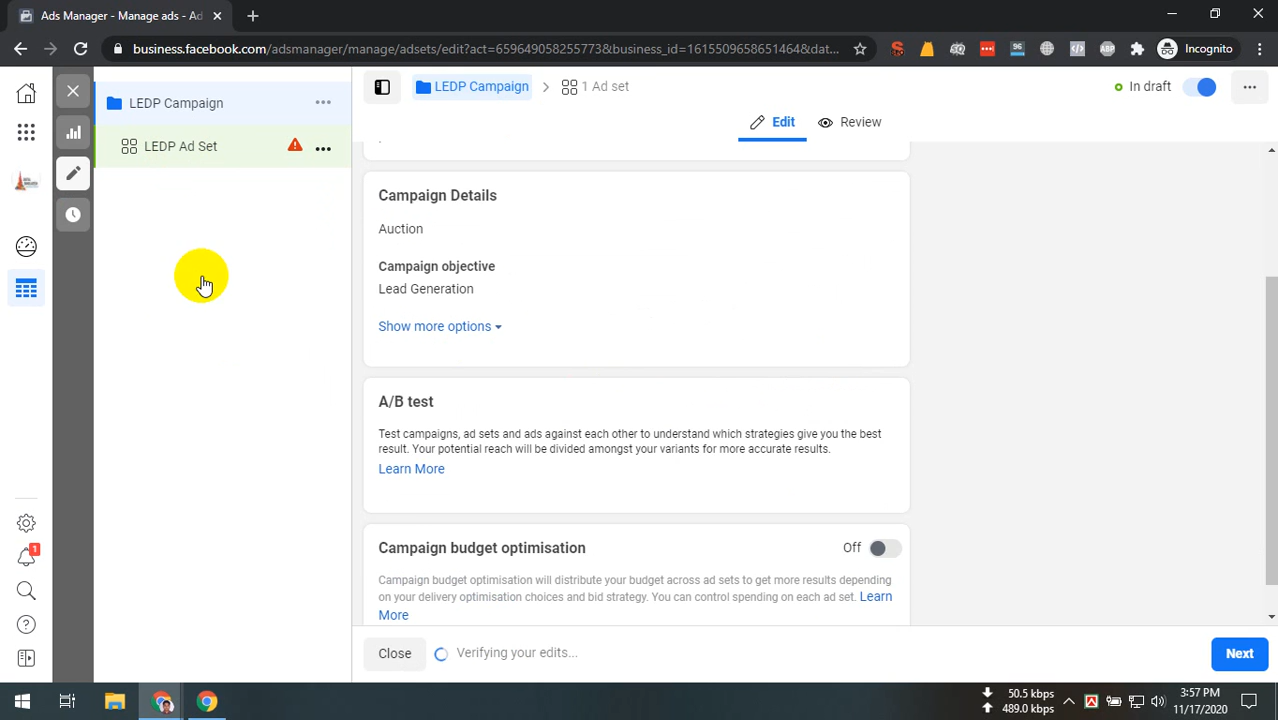 Ads Manager - Manage ads - Ad
business.facebook.com/adsmanager/manage/adsets/edit?act=659649058255773&business_id=1615509658651464&dat...
96
ABP
Incognito
LEDP Campaign
LEDP Campaign
1 Ad set
In draft
LEDP Ad Set
Edit
Review
Campaign Details
Auction
Campaign objective
Lead Generation
Show more options
A/B test
Test campaigns, ad sets and ads against each other to understand which strategies give you the best
result. Your potential reach will be divided amongst your variants for more accurate results.
Learn More
Campaign budget optimisation
Off
Campaign budget optimisation will distribute your budget across ad sets to get more results depending
on your delivery optimisation choices and bid strategy. You can control spending on each ad set. Learn
More
1
Close
Verifying your edits...
Next
50.5 kbps
489.0 kbps
3:57 PM
11/17/2020